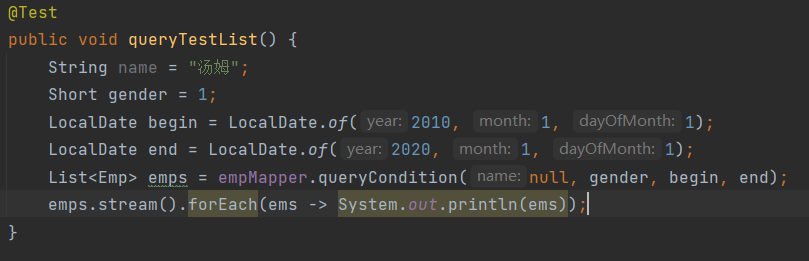 @Test
public void queryTestList() {
    String name = "汤姆";
    Short gender = 1;
    LocalDate begin = LocalDate.of( year: 2010, month: 1, dayOfMonth: 1);
    LocalDate end = LocalDate.of( year: 2020, month: 1, dayOfMonth: 1);
    List<Emp> emps = empMapper.queryCondition( name: null, gender, begin, end);
    emps.stream().forEach(ems -> System.out.println(ems));
}